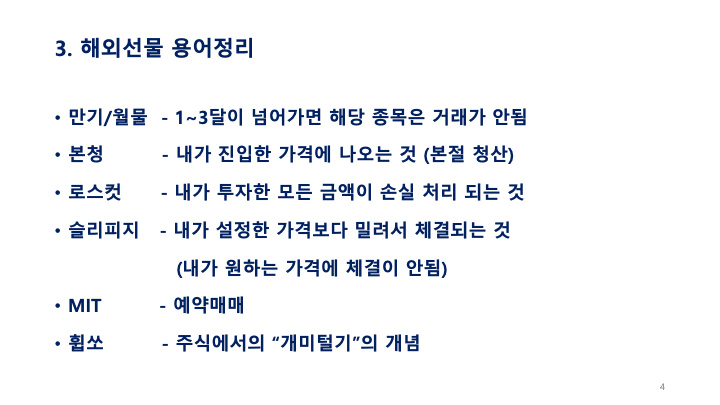 3. 해외선물 용어정리
• 만기/월물 - 1~3달이 넘어가면 해당 종목은 거래가 안됨
• 본청 - 내가 진입한 가격에 나오는 것 (본절 청산)
• 로스컷 - 내가 투자한 모든 금액이 손실 처리 되는 것
• 슬리피지 - 내가 설정한 가격보다 밀려서 체결되는 것
(내가 원하는 가격에 체결이 안됨)
• MIT - 예약매매
• 휩쏘 - 주식에서의 “개미털기”의 개념
4